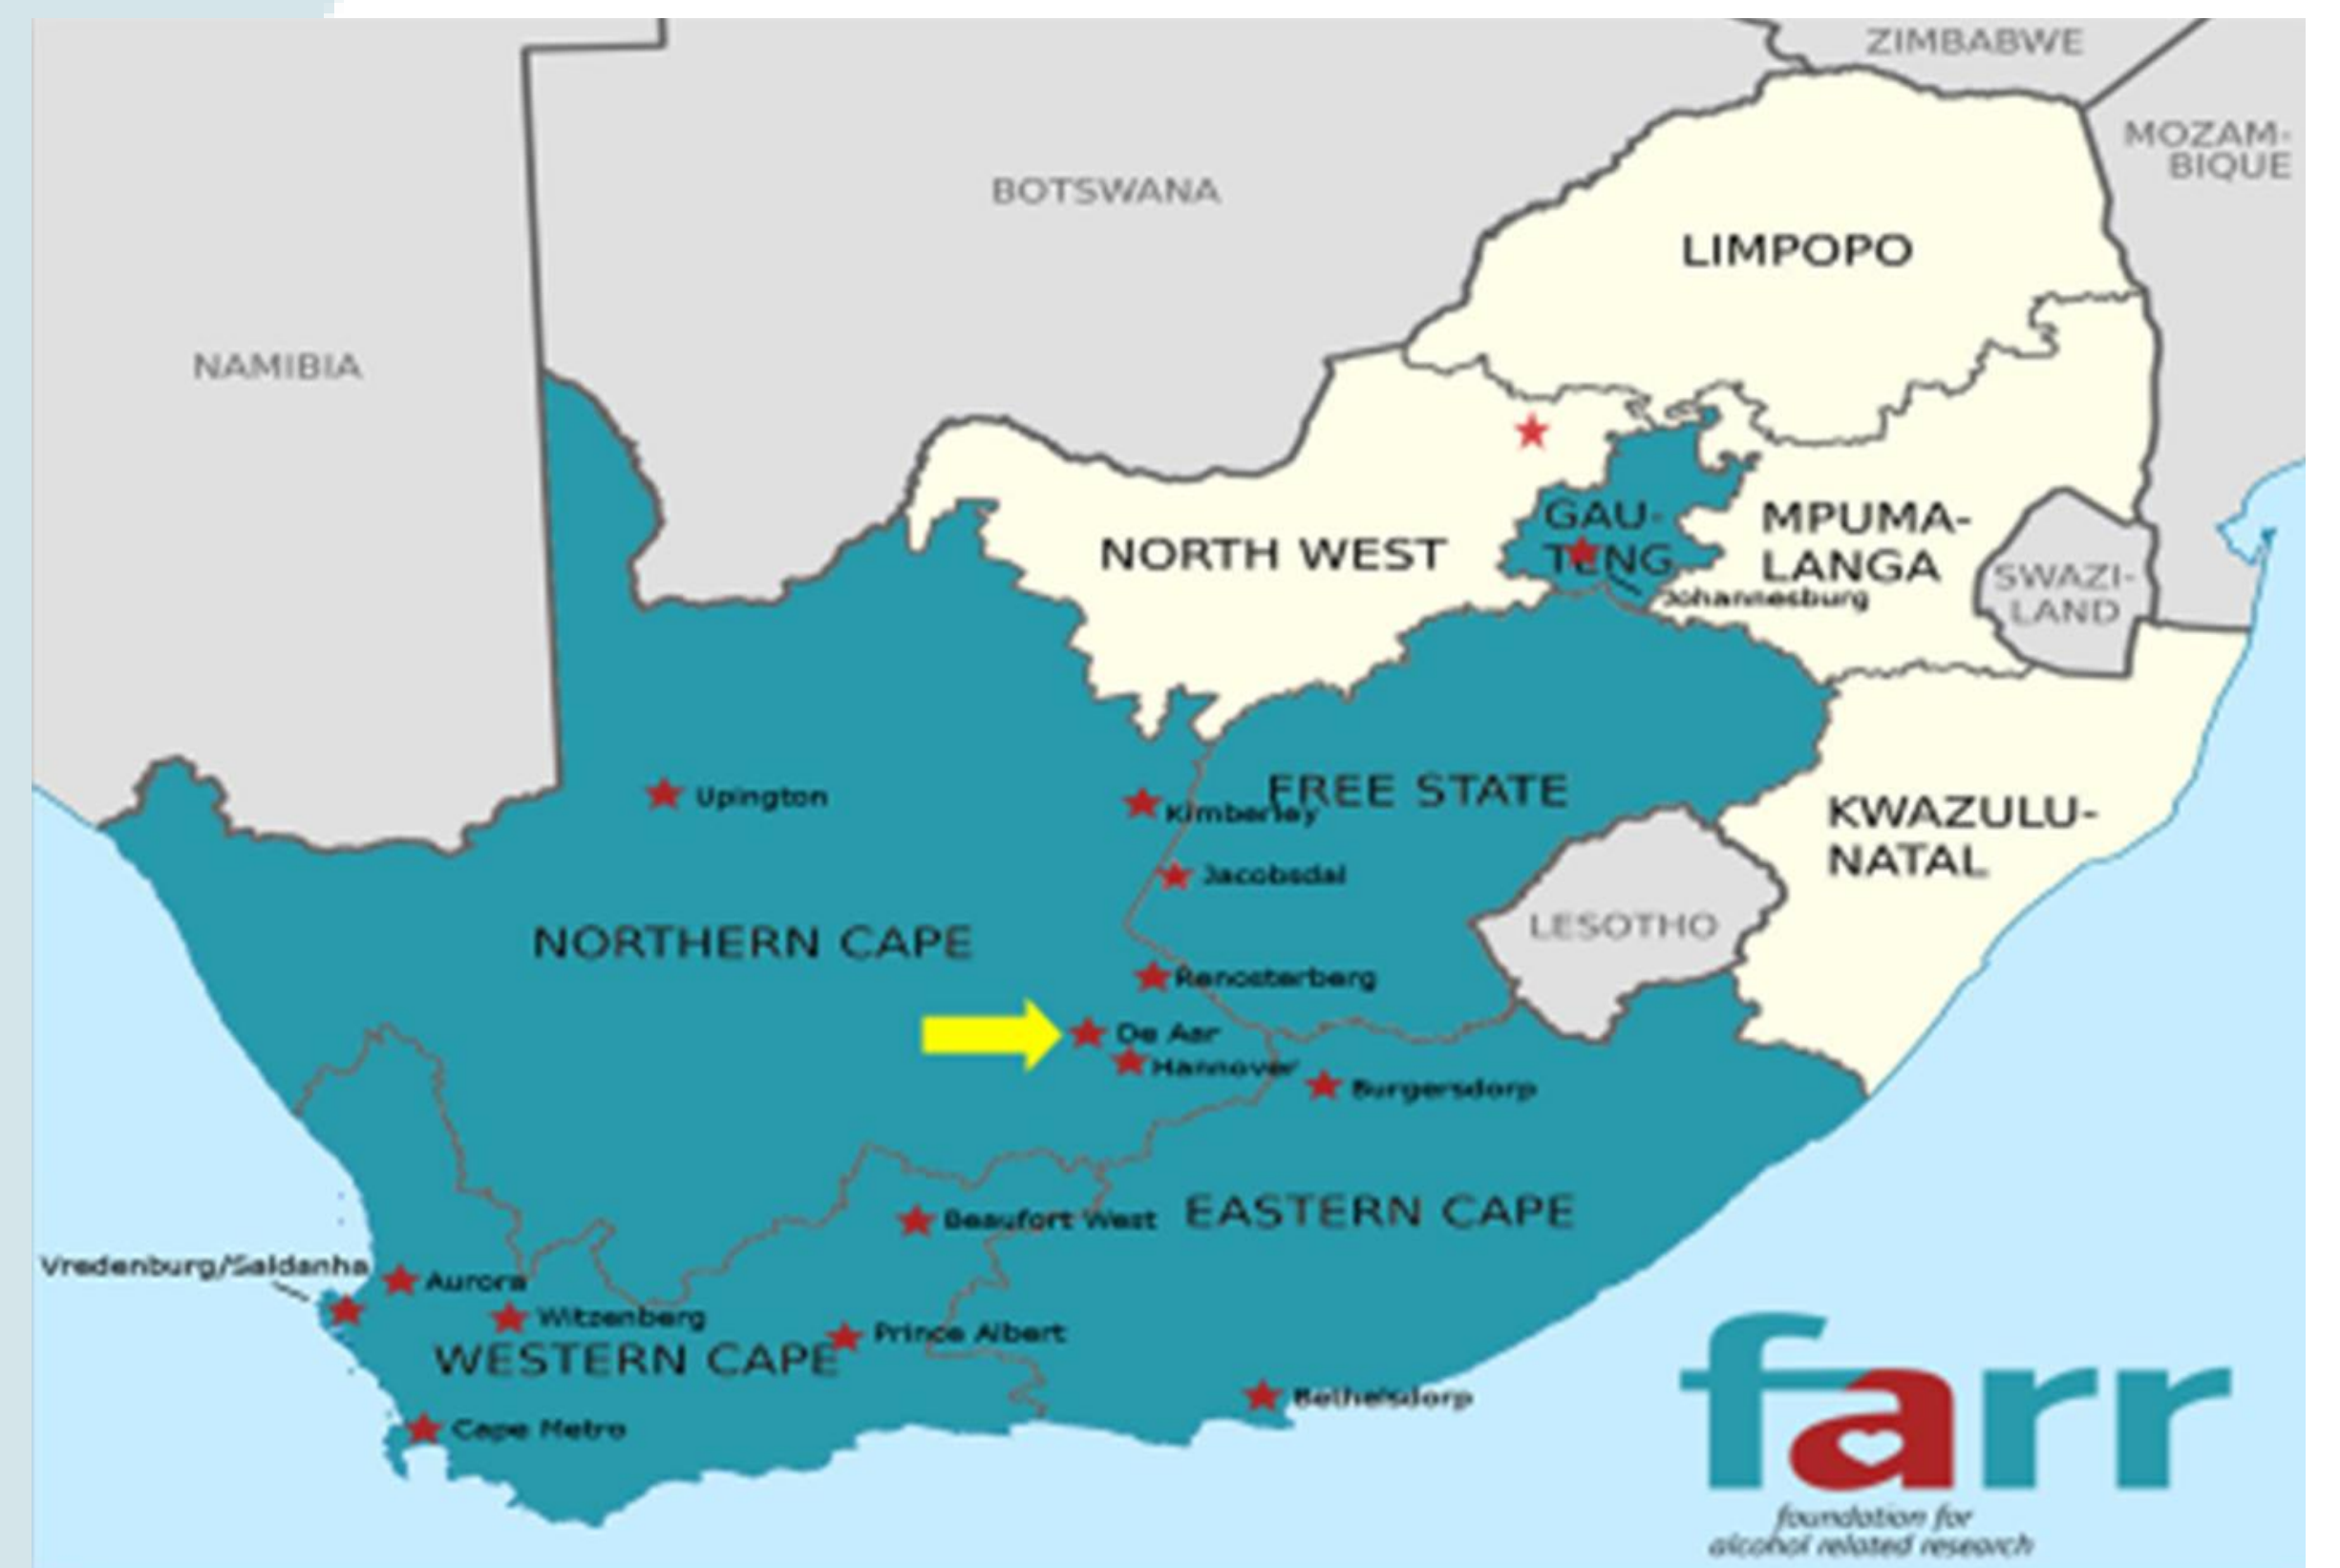 ZIMBABWE
MOZAM-
BIQUE
BOTSWANA
LIMPOPO
NAMIBIA
GAU-
TENG
MPUMA-
LANGA
NORTH WEST
SWAZI-
LAND
Johannesburg
Upington
Kimberley
FREE STATE
KWAZULU-
NATAL
Jacobsdal
LESOTHO
NORTHERN CAPE
Renosterberg
De Aar
Hannover
Burgersdorp
Beaufort West
EASTERN CAPE
Vredenburg/Saldanha
Aurora
Witzenberg
Prince Albert
WESTERN CAPE
Bethelsdorp
Cape Metro
farr
foundation for
alcohol related research